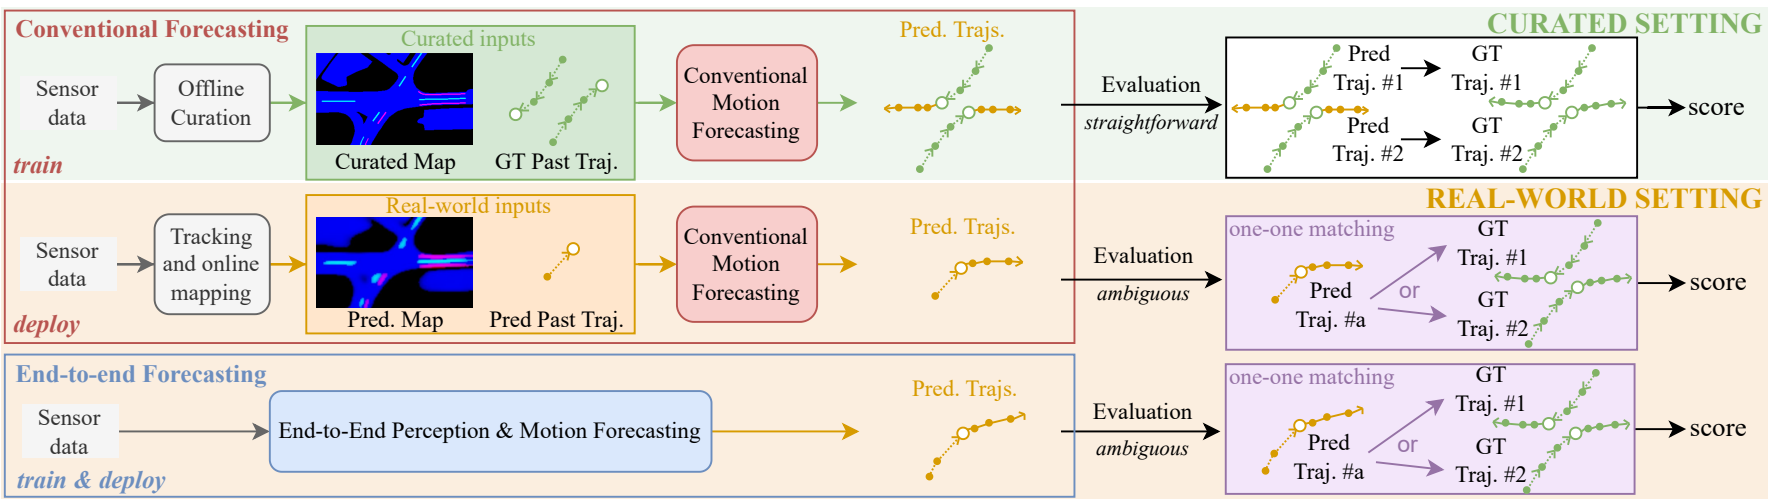 Conventional Forecasting
CURATED SETTING
Curated inputs
Pred. Trajs.
Sensor
data
Offline
Curation
Curated Map
GT Past Traj.
Conventional
Motion
Forecasting
Evaluation
straightforward
Pred
Traj. #1
GT
Traj. #1
Pred
Traj. #2
GT
Traj. #2
score
train
REAL-WORLD SETTING
Real-world inputs
Pred. Trajs.
Sensor
data
Tracking
and online
mapping
Pred. Map
Pred Past Traj.
Conventional
Motion
Forecasting
Evaluation
ambiguous
one-one matching
Pred
Traj. #a
or
GT
Traj. #1
GT
Traj. #2
score
deploy
End-to-end Forecasting
Pred. Trajs.
Sensor
data
End-to-End Perception & Motion Forecasting
Evaluation
ambiguous
one-one matching
Pred
Traj. #a
or
GT
Traj. #1
GT
Traj. #2
score
train & deploy